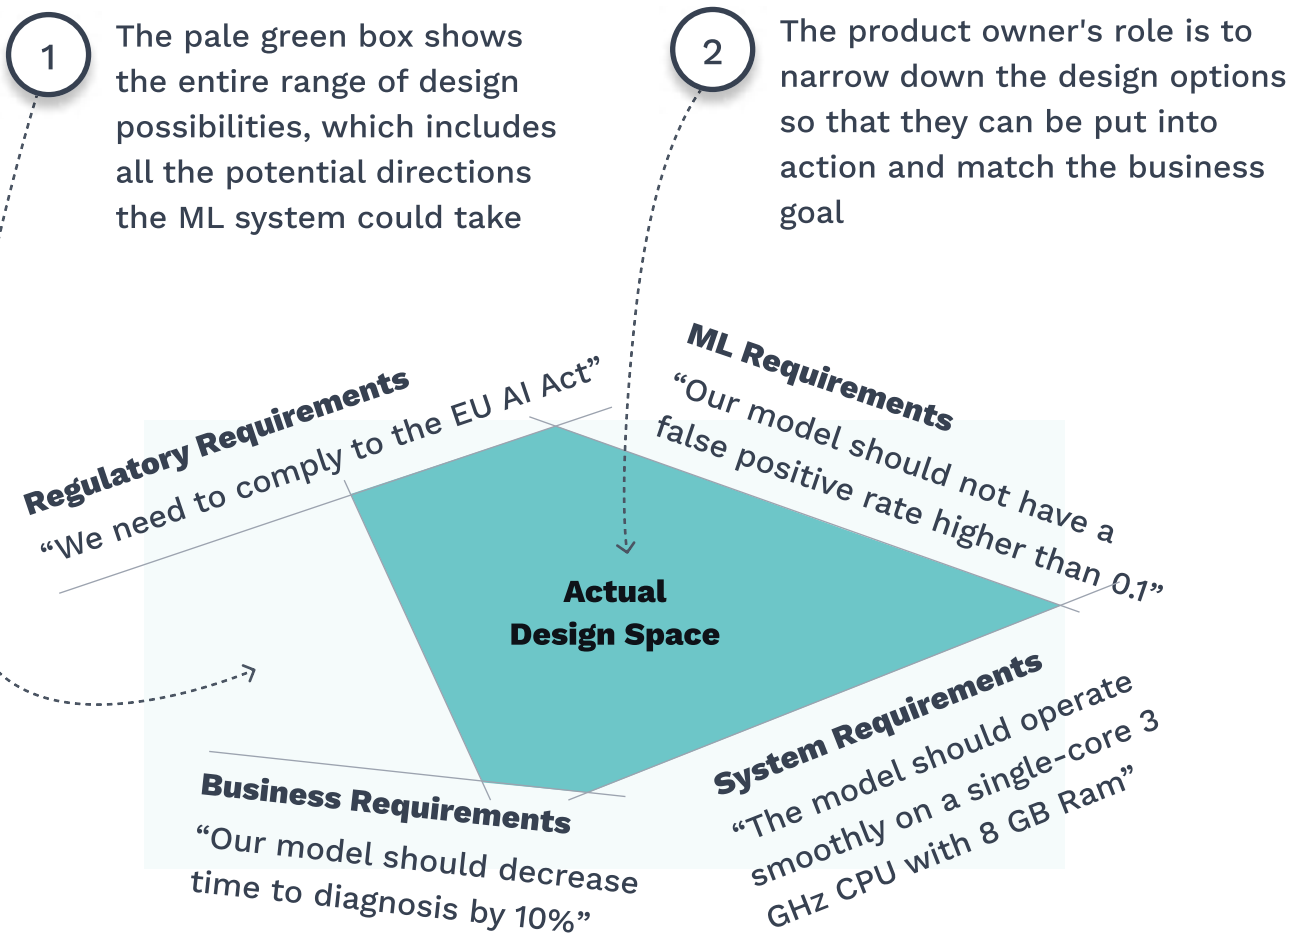 1
The pale green box shows
the entire range of design
possibilities, which includes
all the potential directions
the ML system could take
2
The product owner's role is to
narrow down the design options
so that they can be put into
action and match the business
goal
Regulatory Requirements
“We need to comply to the EU AI Act”
ML Requirements
“Our model should not have a
false positive rate higher than 0.1”
Actual
Design Space
System Requirements
“The model should operate
smoothly on a single-core 3
GHz CPU with 8 GB Ram”
Business Requirements
“Our model should decrease
time to diagnosis by 10%”